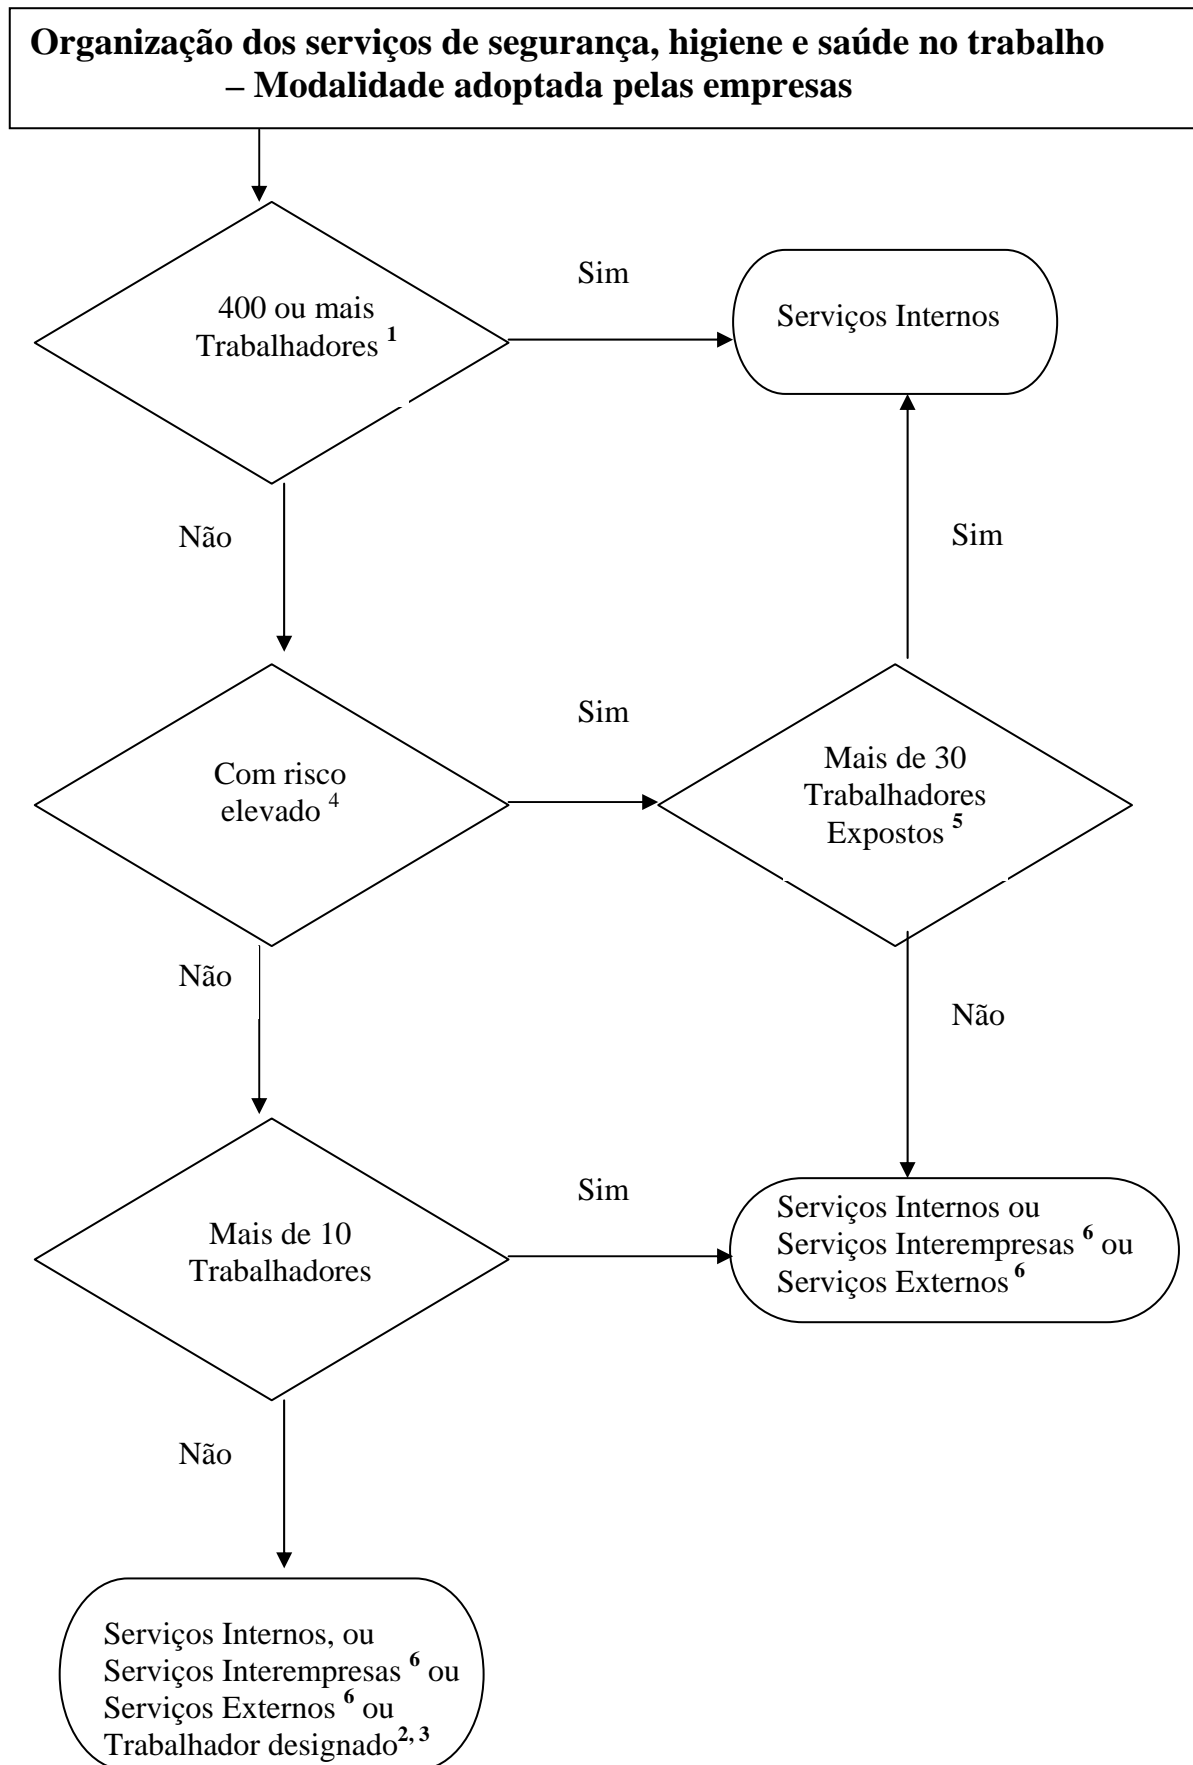 Organização dos serviços de segurança, higiene e saúde no trabalho
– Modalidade adoptada pelas empresas
400 ou mais
Trabalhadores 1
Sim
Serviços Internos
Não
Sim
Com risco
elevado 4
Sim
Mais de 30
Trabalhadores
Expostos 5
Não
Não
Mais de 10
Trabalhadores
Sim
Serviços Internos ou
Serviços Interempresas 6 ou
Serviços Externos 6
Não
Serviços Internos, ou
Serviços Interempresas 6 ou
Serviços Externos 6 ou
Trabalhador designado2, 3